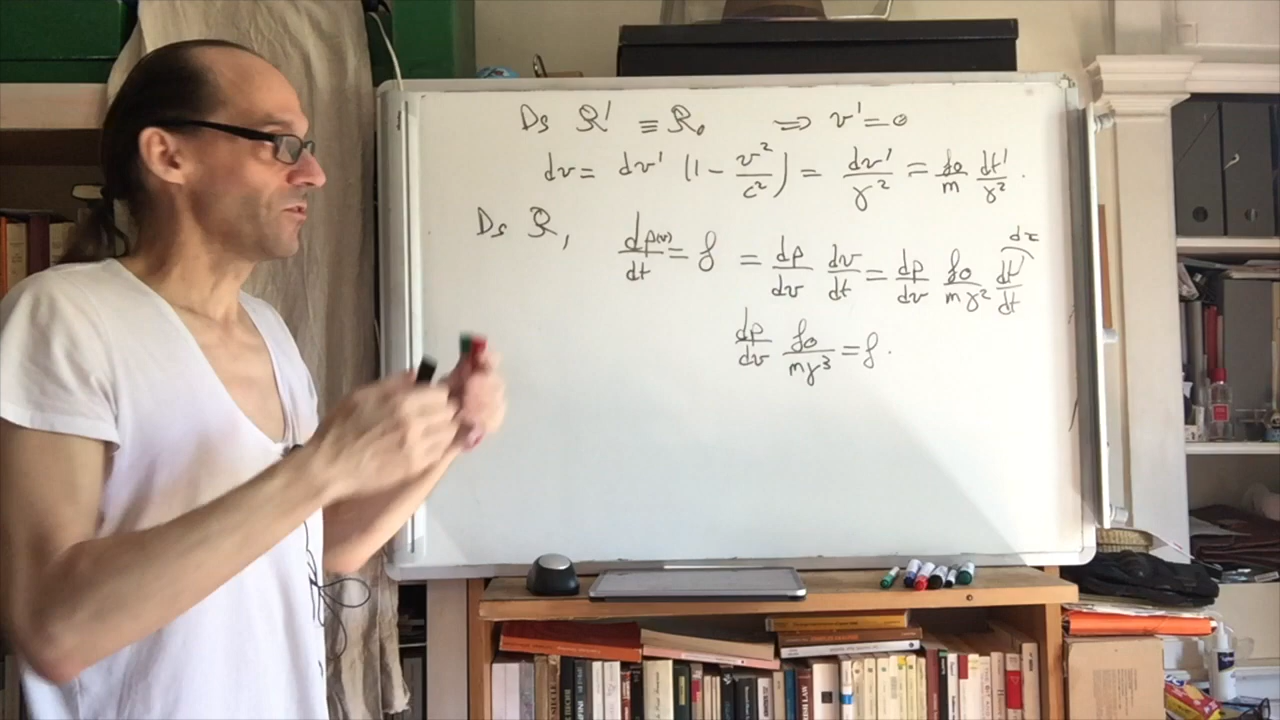 Ds R' ≡ R₀ ⟹ v' = 0
dv = dv' (1 - v²/c²) = dv'/γ² = f₀/m dt'/γ².
Ds R, dp(v)/dt = f = dp/dv dv/dt = dp/dv f₀/mγ² dt'/dt
dτ
dp/dv f₀/mγ³ = f.